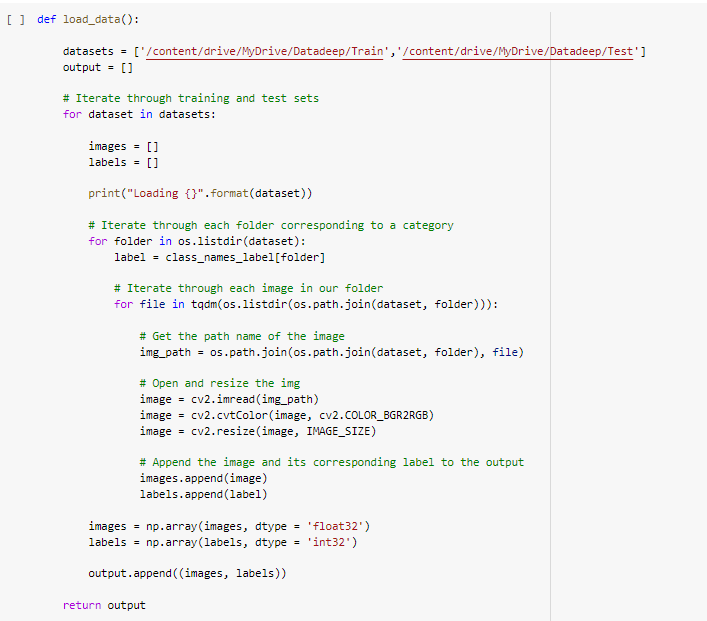 [ ] def load_data():
datasets = ['/content/drive/MyDrive/Datadeep/Train','/content/drive/MyDrive/Datadeep/Test']
output = []
# Iterate through training and test sets
for dataset in datasets:
images = []
labels = []
print("Loading {}".format(dataset))
# Iterate through each folder corresponding to a category
for folder in os.listdir(dataset):
label = class_names_label[folder]
# Iterate through each image in our folder
for file in tqdm(os.listdir(os.path.join(dataset, folder))):
# Get the path name of the image
img_path = os.path.join(os.path.join(dataset, folder), file)
# Open and resize the img
image = cv2.imread(img_path)
image = cv2.cvtColor(image, cv2.COLOR_BGR2RGB)
image = cv2.resize(image, IMAGE_SIZE)
# Append the image and its corresponding label to the output
images.append(image)
labels.append(label)
images = np.array(images, dtype = 'float32')
labels = np.array(labels, dtype = 'int32')
output.append((images, labels))
return output